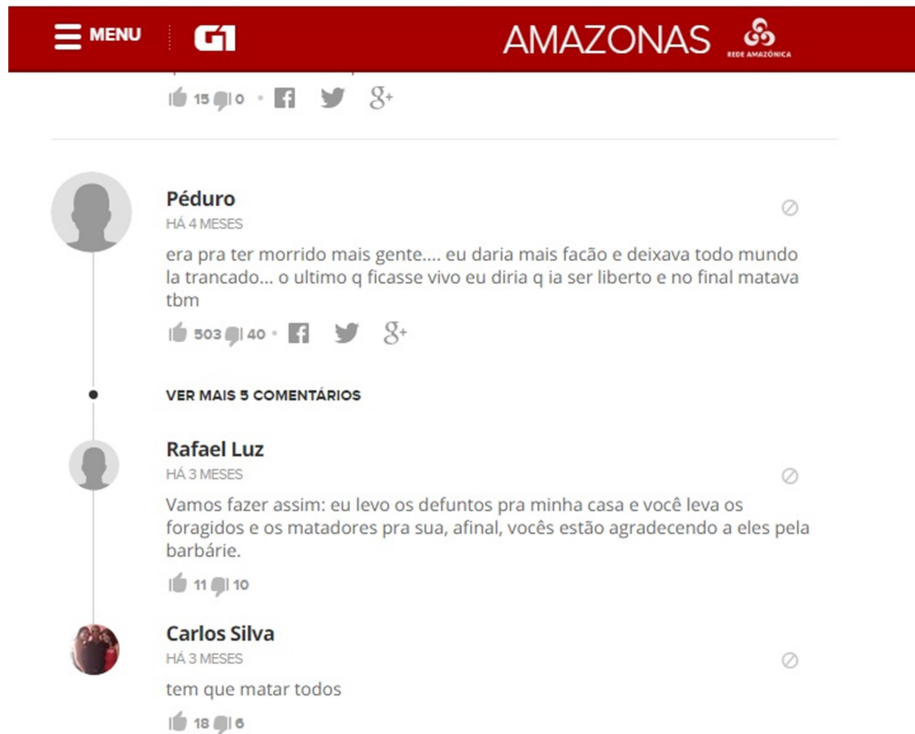 MENU G1 AMAZONAS REDE AMAZÔNICA
15 0 g+
Péduro
HÁ 4 MESES
era pra ter morrido mais gente.... eu daria mais facão e deixava todo mundo
la trancado... o ultimo q ficasse vivo eu diria q ia ser liberto e no final matava
tbm
503 40 g+
VER MAIS 5 COMENTÁRIOS
Rafael Luz
HÁ 3 MESES
Vamos fazer assim: eu levo os defuntos pra minha casa e você leva os
foragidos e os matadores pra sua, afinal, vocês estão agradecendo a eles pela
barbárie.
11 10
Carlos Silva
HÁ 3 MESES
tem que matar todos
18 6